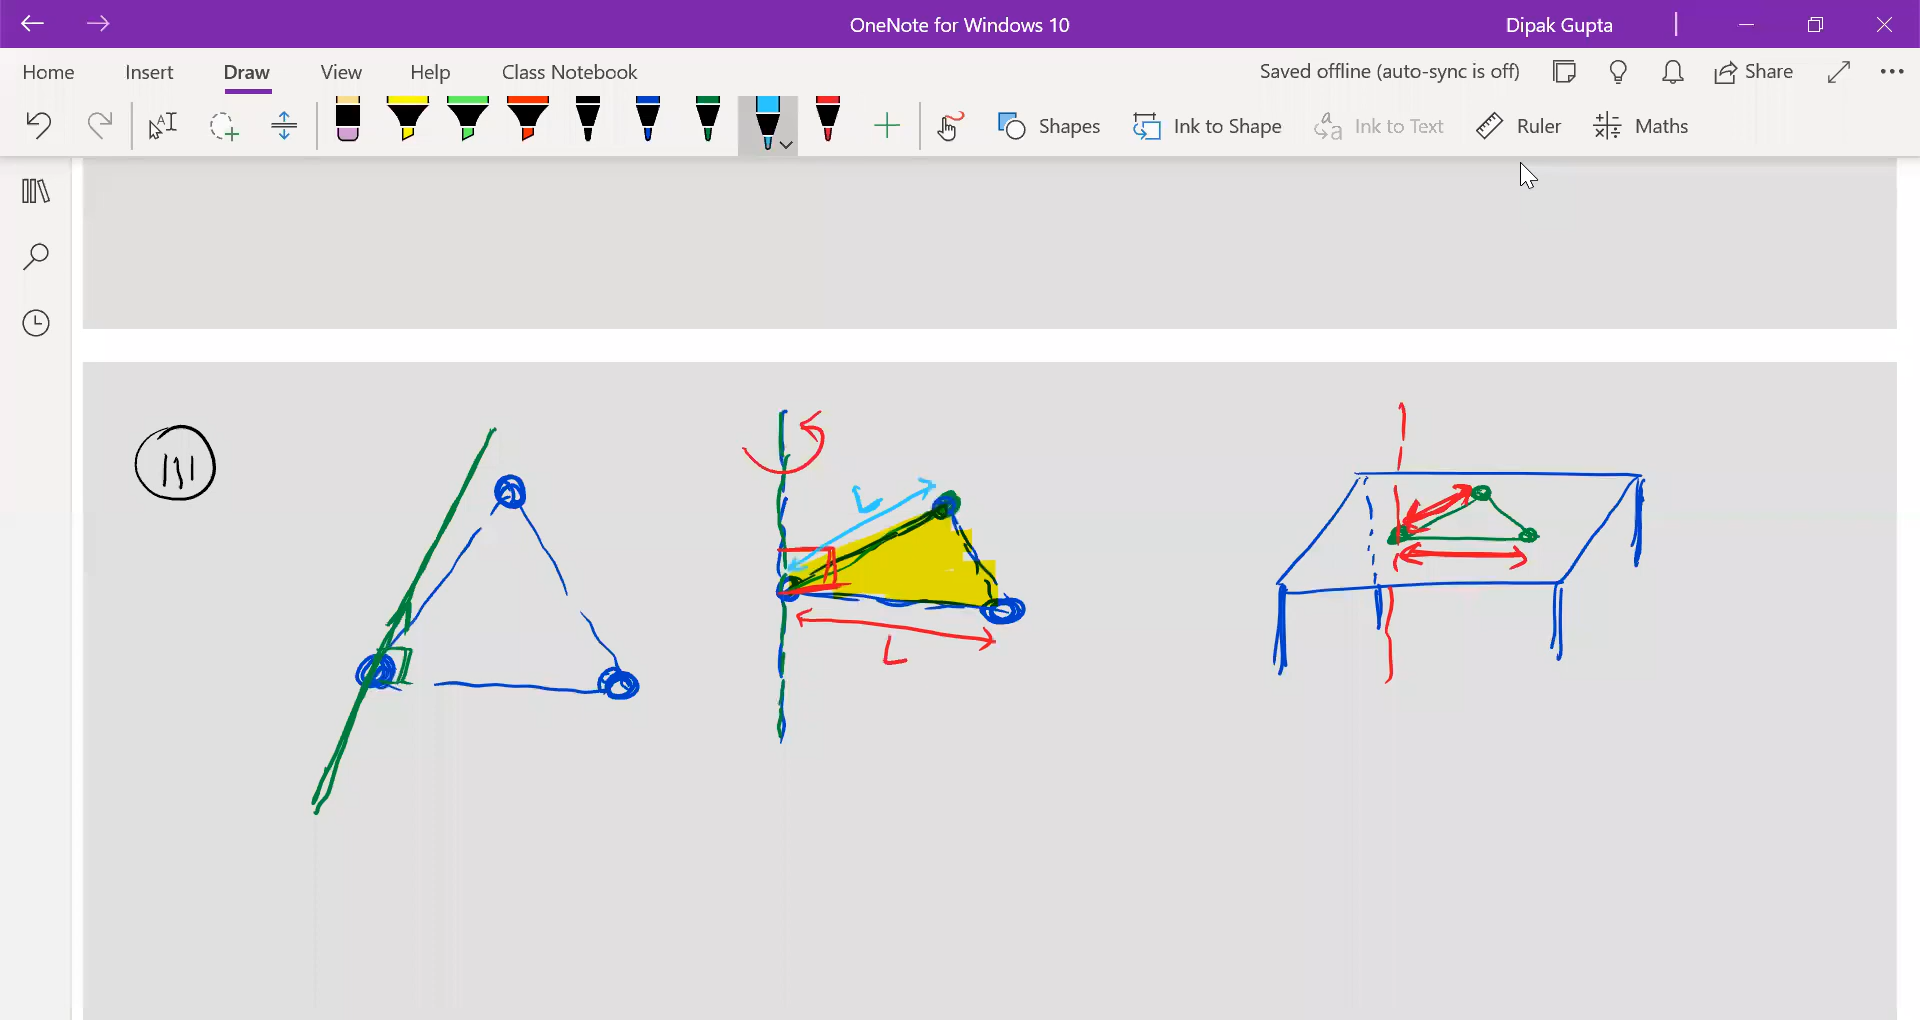 OneNote for Windows 10
Dipak Gupta
Home Insert Draw View Help Class Notebook
Saved offline (auto-sync is off) Share
Shapes Ink to Shape Ink to Text Ruler Maths
III
L
L